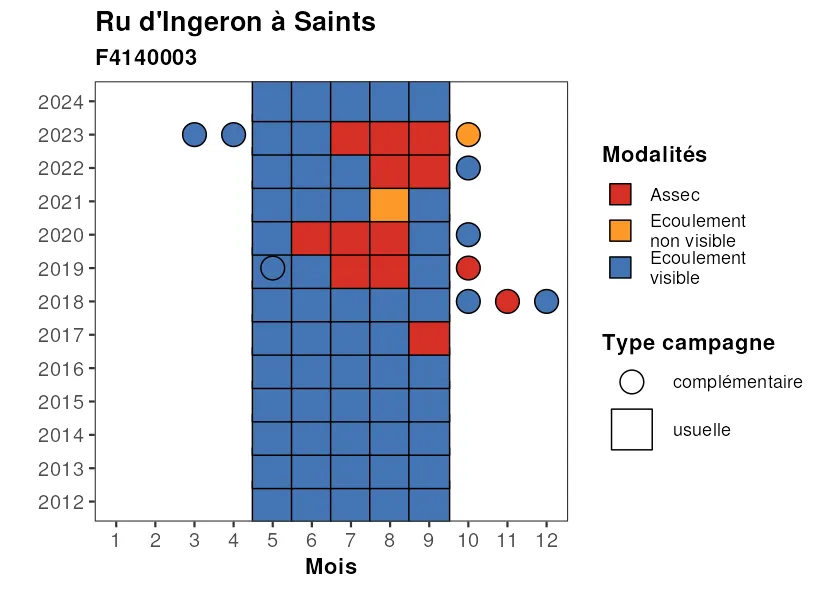 Ru d'Ingeron à Saints
F4140003
2024
2023
2022
2021
2020
2019
2018
2017
2016
2015
2014
2013
2012
1 2 3 4 5 6 7 8 9 10 11 12
Mois
Modalités
Assec
Ecoulement
non visible
Ecoulement
visible
Type campagne
complémentaire
usuelle